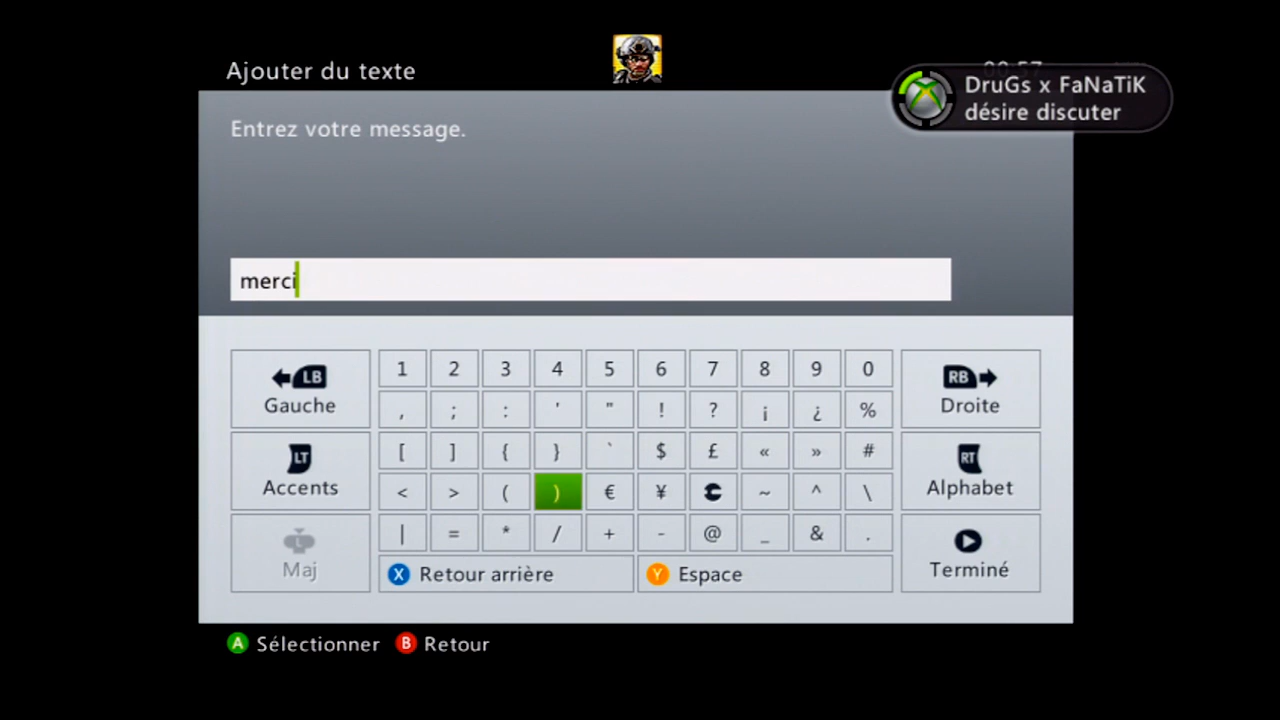 Ajouter du texte
DruGs x FaNaTiK
désire discuter
Entrez votre message.
merci
LB
Gauche
1 2 3 4 5 6 7 8 9 0
RB
Droite
, ; : ' " ! ? ¡ ¿ %
LT
Accents
[ ] { } ` $ £ « » #
RT
Alphabet
< > ( ) € ¥ ~ ^ \
L
Maj
| = * / + - @ _ & .
Terminé
X Retour arrière
Y Espace
A Sélectionner B Retour